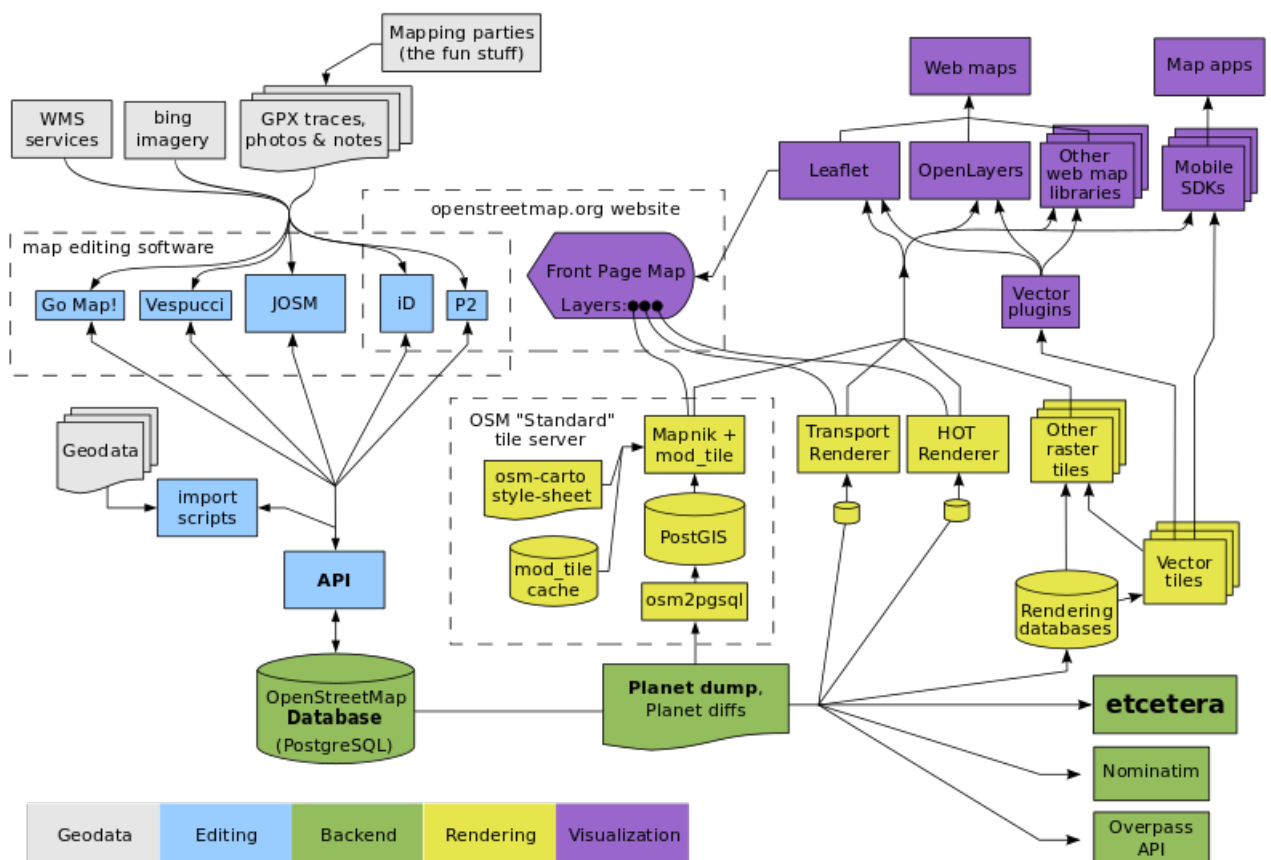 Mapping parties
(the fun stuff)
WMS
services
bing
imagery
GPX traces,
photos & notes
Web maps
Map apps
Leaflet
OpenLayers
Other
web map
libraries
Mobile
SDKs
openstreetmap.org website
map editing software
Front Page Map
Layers:
Go Map!
Vespucci
JOSM
iD
P2
Vector
plugins
OSM "Standard"
tile server
Mapnik +
mod_tile
Transport
Renderer
HOT
Renderer
Other
raster
tiles
Geodata
import
scripts
osm-carto
style-sheet
PostGIS
mod_tile
cache
osm2pgsql
Vector
tiles
Rendering
databases
API
OpenStreetMap
Database
(PostgreSQL)
Planet dump,
Planet diffs
etcetera
Nominatim
Overpass
API
Geodata
Editing
Backend
Rendering
Visualization